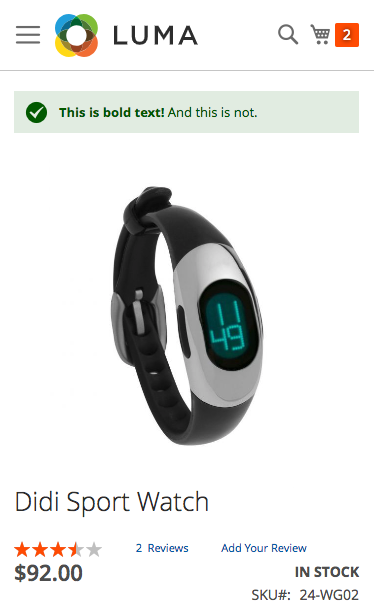 LUMA
2
This is bold text! And this is not.
11
49
Didi Sport Watch
2 Reviews Add Your Review
$92.00
IN STOCK
SKU#: 24-WG02